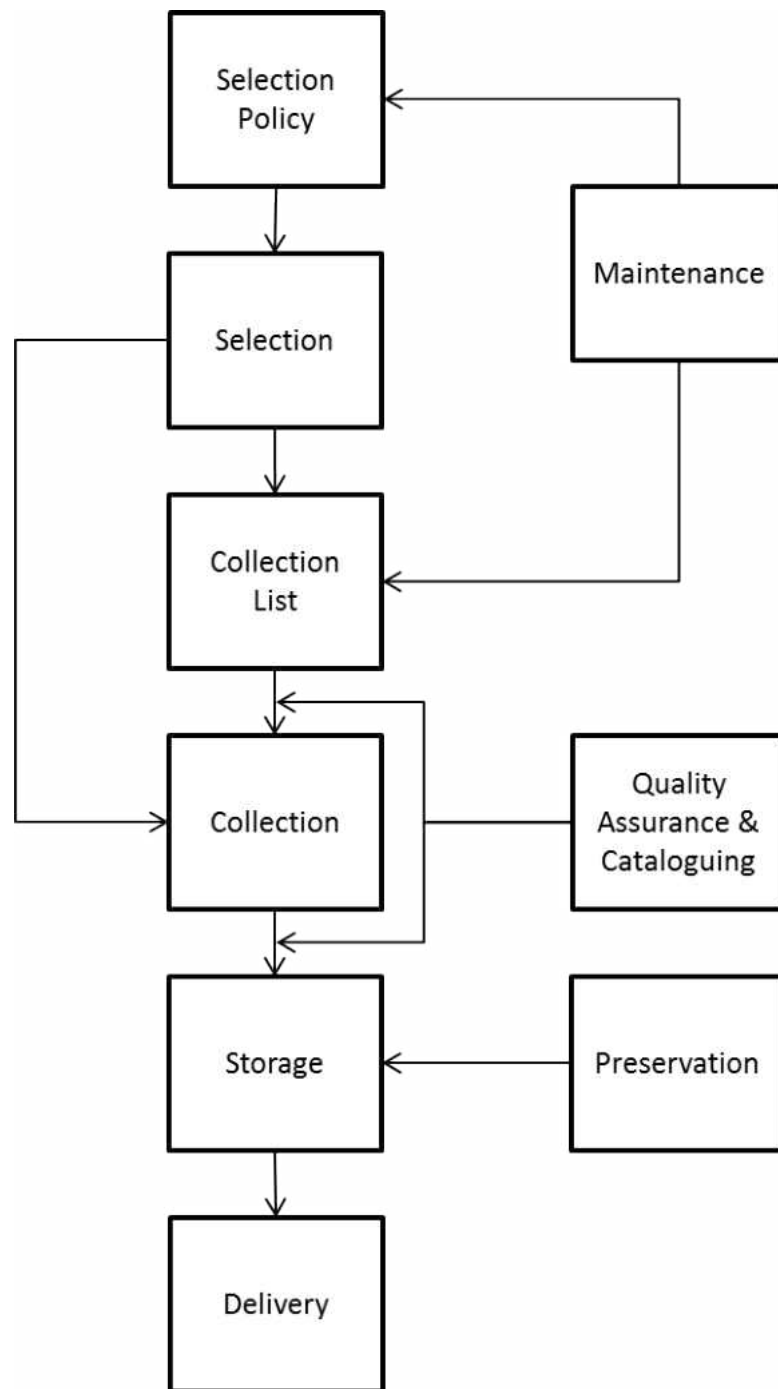 Selection
Policy
Maintenance
Selection
Collection
List
Collection
Quality
Assurance &
Cataloguing
Storage
Preservation
Delivery